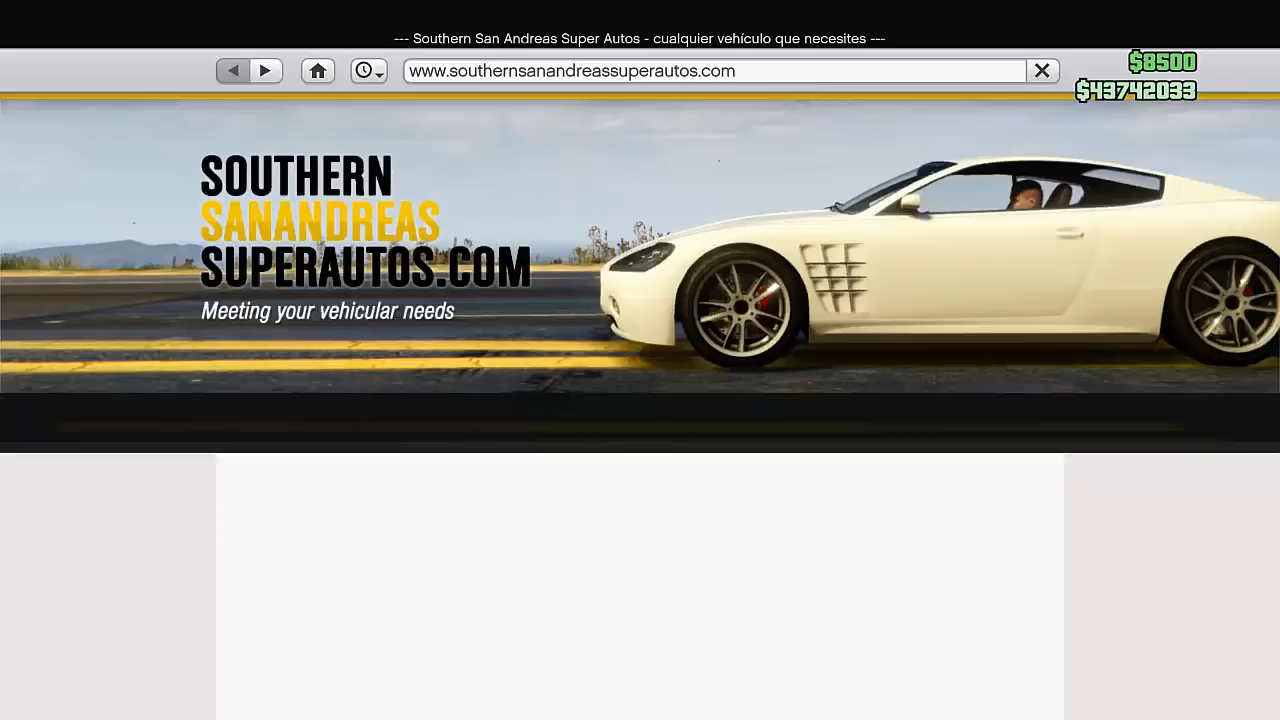 --- Southern San Andreas Super Autos - cualquier vehículo que necesites ---
www.southernsanandreassuperautos.com
$8500
$43742033
SOUTHERN
SANANDREAS
SUPERAUTOS.COM
Meeting your vehicular needs